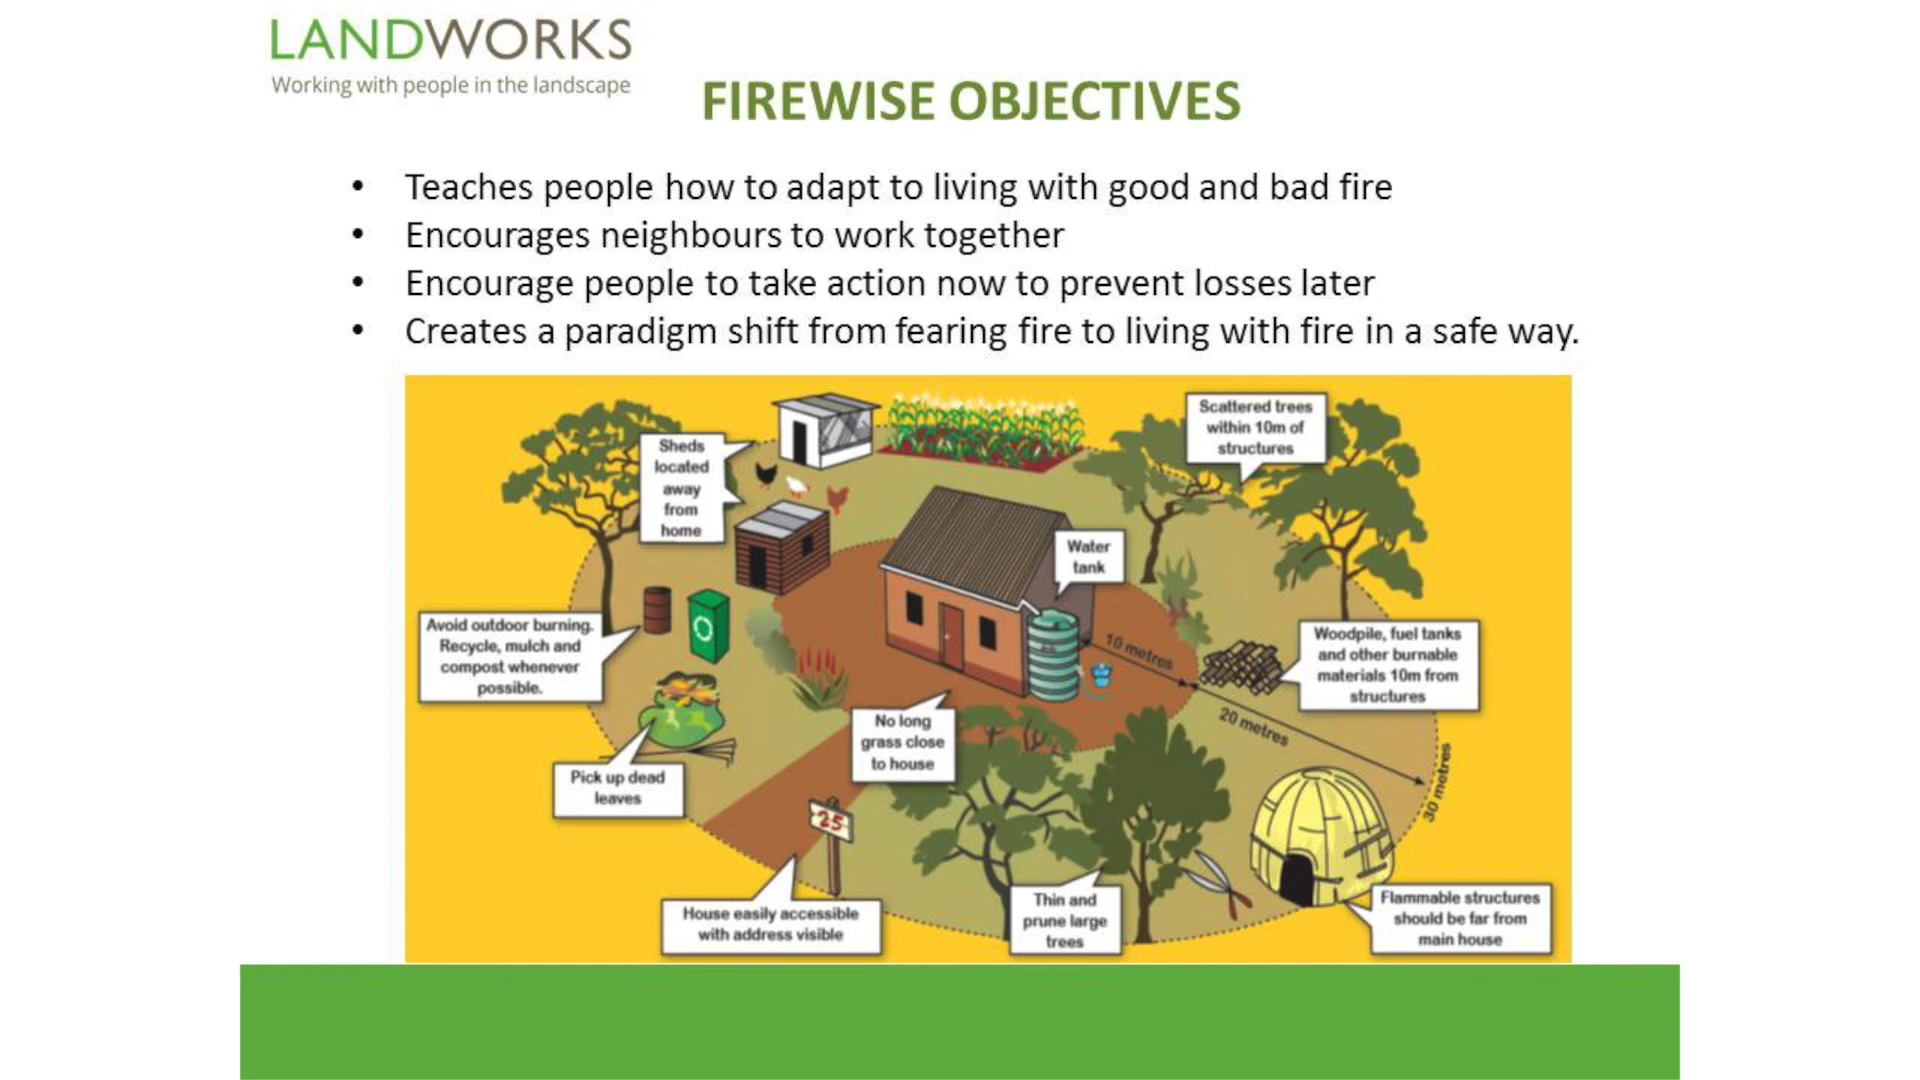 LANDWORKS
Working with people in the landscape
FIREWISE OBJECTIVES
• Teaches people how to adapt to living with good and bad fire
• Encourages neighbours to work together
• Encourage people to take action now to prevent losses later
• Creates a paradigm shift from fearing fire to living with fire in a safe way.
Sheds
located
away
from
home
Scattered trees
within 10m of
structures
Water
tank
Avoid outdoor burning.
Recycle, mulch and
compost whenever
possible.
10 metres
Woodpile, fuel tanks
and other burnable
materials 10m from
structures
20 metres
30 metres
No long
grass close
to house
Pick up dead
leaves
25
House easily accessible
with address visible
Thin and
prune large
trees
Flammable structures
should be far from
main house